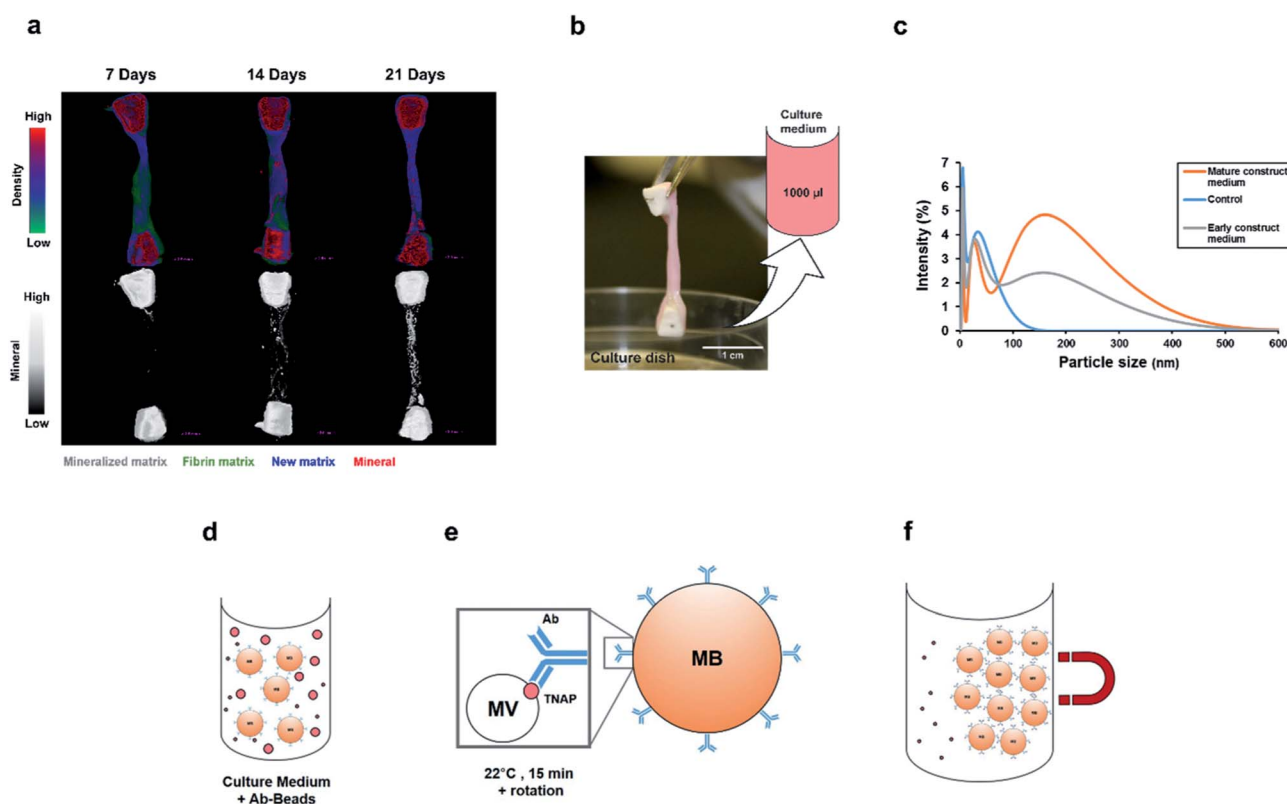 a
7 Days
14 Days
21 Days
High
Density
Low
High
Mineral
Low
Mineralized matrix
Fibrin matrix
New matrix
Mineral
b
Culture
medium
1000 µl
Culture dish
1 cm
c
7
6
5
4
3
2
1
0
Intensity (%)
0
100
200
300
400
500
600
Particle size (nm)
Mature construct
medium
Control
Early construct
medium
d
Culture Medium
+ Ab-Beads
e
Ab
TNAP
MV
MB
22°C , 15 min
+ rotation
f